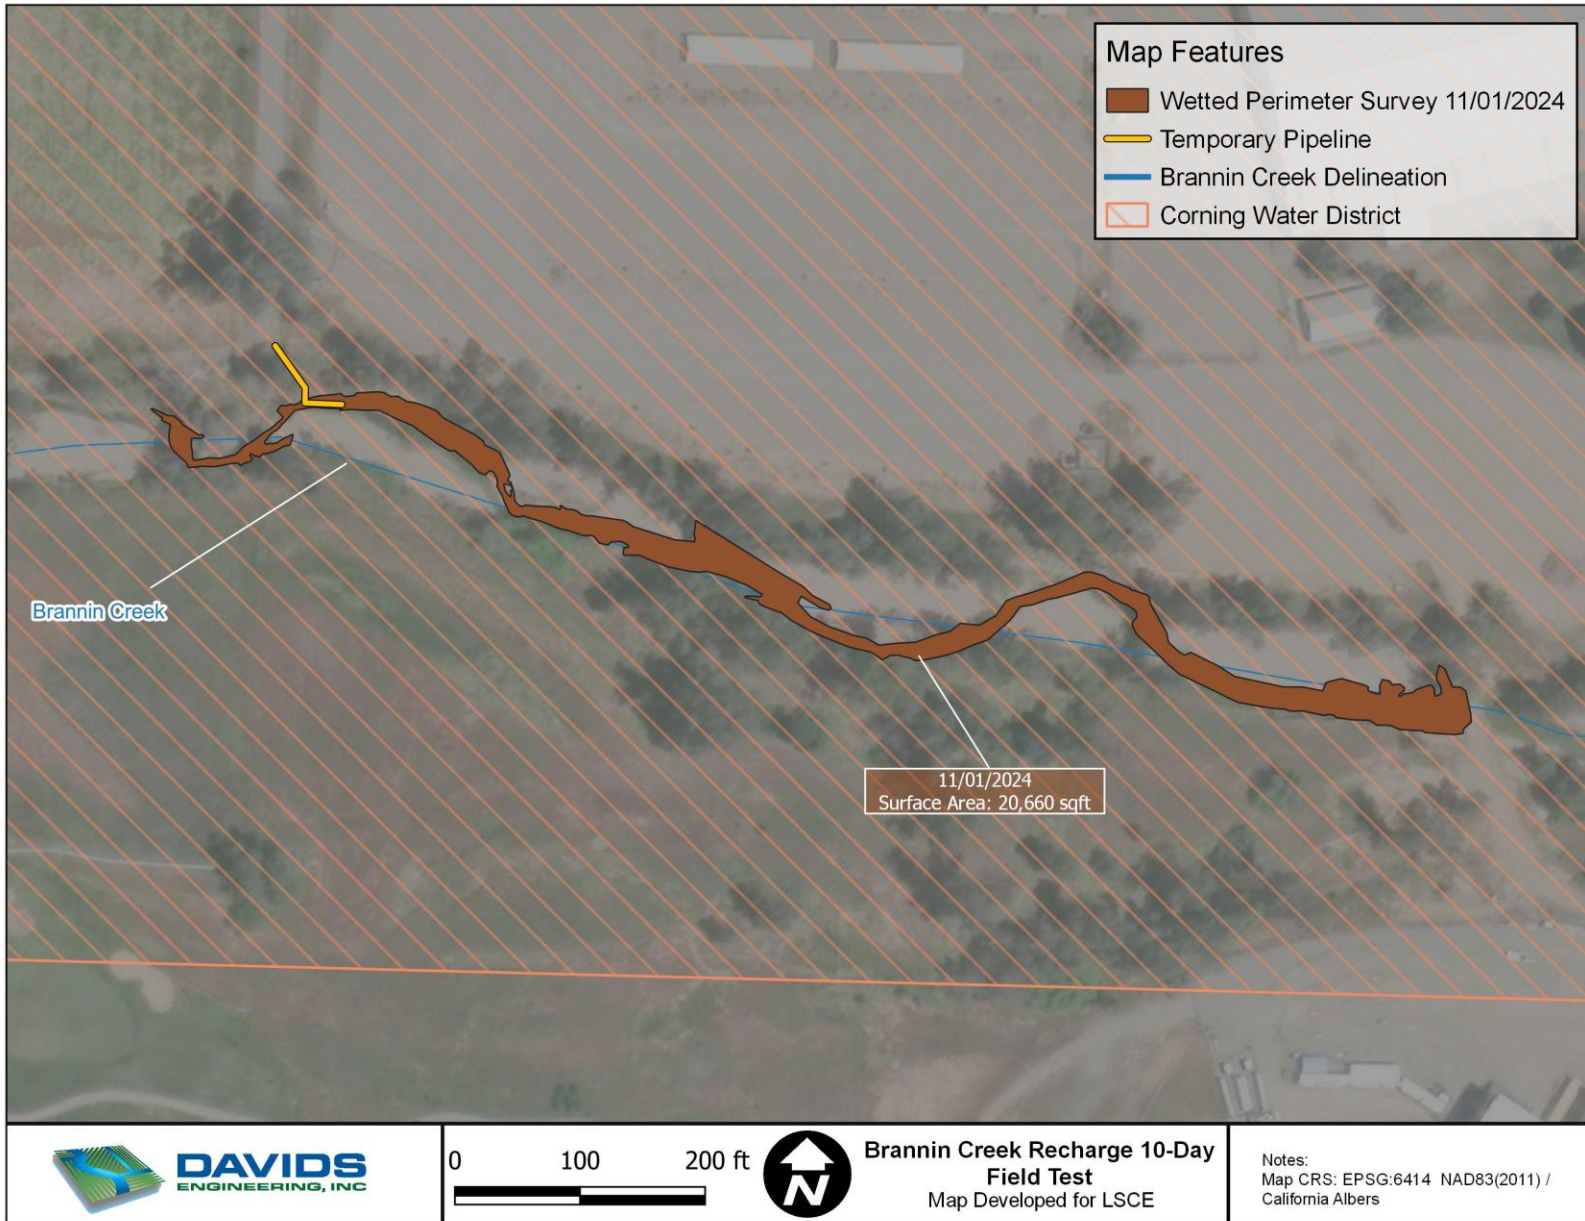 Map Features
Wetted Perimeter Survey 11/01/2024
Temporary Pipeline
Brannin Creek Delineation
Corning Water District
Brannin Creek
11/01/2024
Surface Area: 20,660 sqft
DAVIDS
ENGINEERING, INC
0 100 200 ft
N
Brannin Creek Recharge 10-Day
Field Test
Map Developed for LSCE
Notes:
Map CRS: EPSG:6414 NAD83(2011) /
California Albers